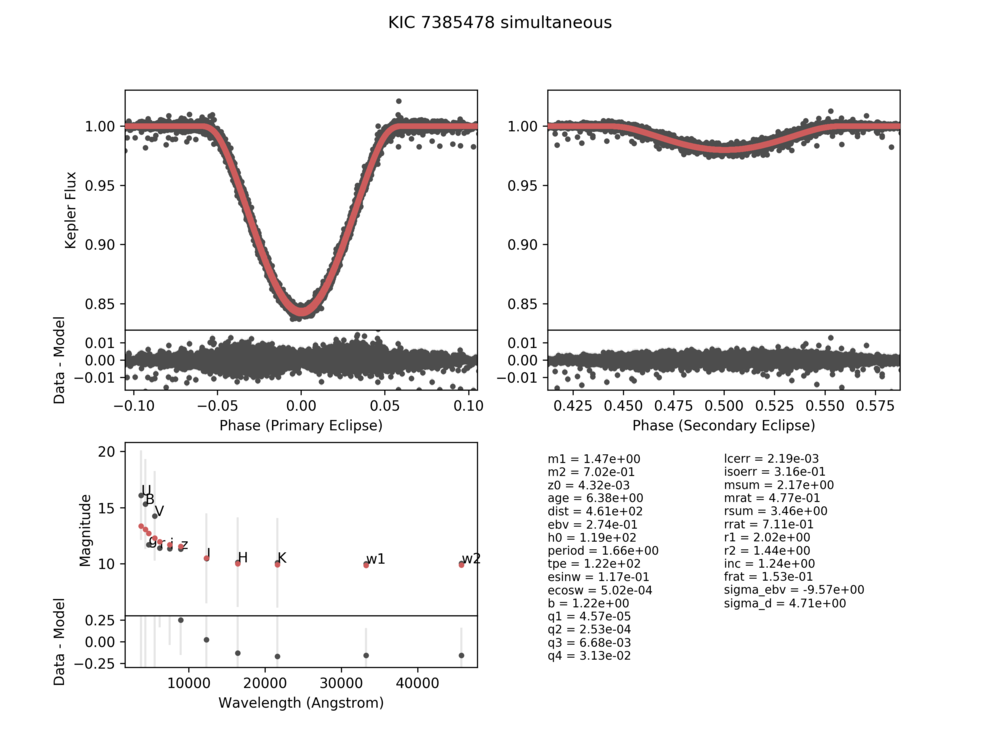 KIC 7385478 simultaneous
Kepler Flux
1.00
0.95
0.90
0.85
Data - Model
0.01
0.00
−0.01
−0.10 −0.05 0.00 0.05 0.10
Phase (Primary Eclipse)
1.00
0.95
0.90
0.85
0.01
0.00
−0.01
0.425 0.450 0.475 0.500 0.525 0.550 0.575
Phase (Secondary Eclipse)
Magnitude
20
15
10
U
B
V
g r i z
J
H
K
w1
w2
Data - Model
0.25
0.00
−0.25
10000 20000 30000 40000
Wavelength (Angstrom)
m1 = 1.47e+00
m2 = 7.02e-01
z0 = 4.32e-03
age = 6.38e+00
dist = 4.61e+02
ebv = 2.74e-01
h0 = 1.19e+02
period = 1.66e+00
tpe = 1.22e+02
esinw = 1.17e-01
ecosw = 5.02e-04
b = 1.22e+00
q1 = 4.57e-05
q2 = 2.53e-04
q3 = 6.68e-03
q4 = 3.13e-02
lcerr = 2.19e-03
isoerr = 3.16e-01
msum = 2.17e+00
mrat = 4.77e-01
rsum = 3.46e+00
rrat = 7.11e-01
r1 = 2.02e+00
r2 = 1.44e+00
inc = 1.24e+00
frat = 1.53e-01
sigma_ebv = -9.57e+00
sigma_d = 4.71e+00